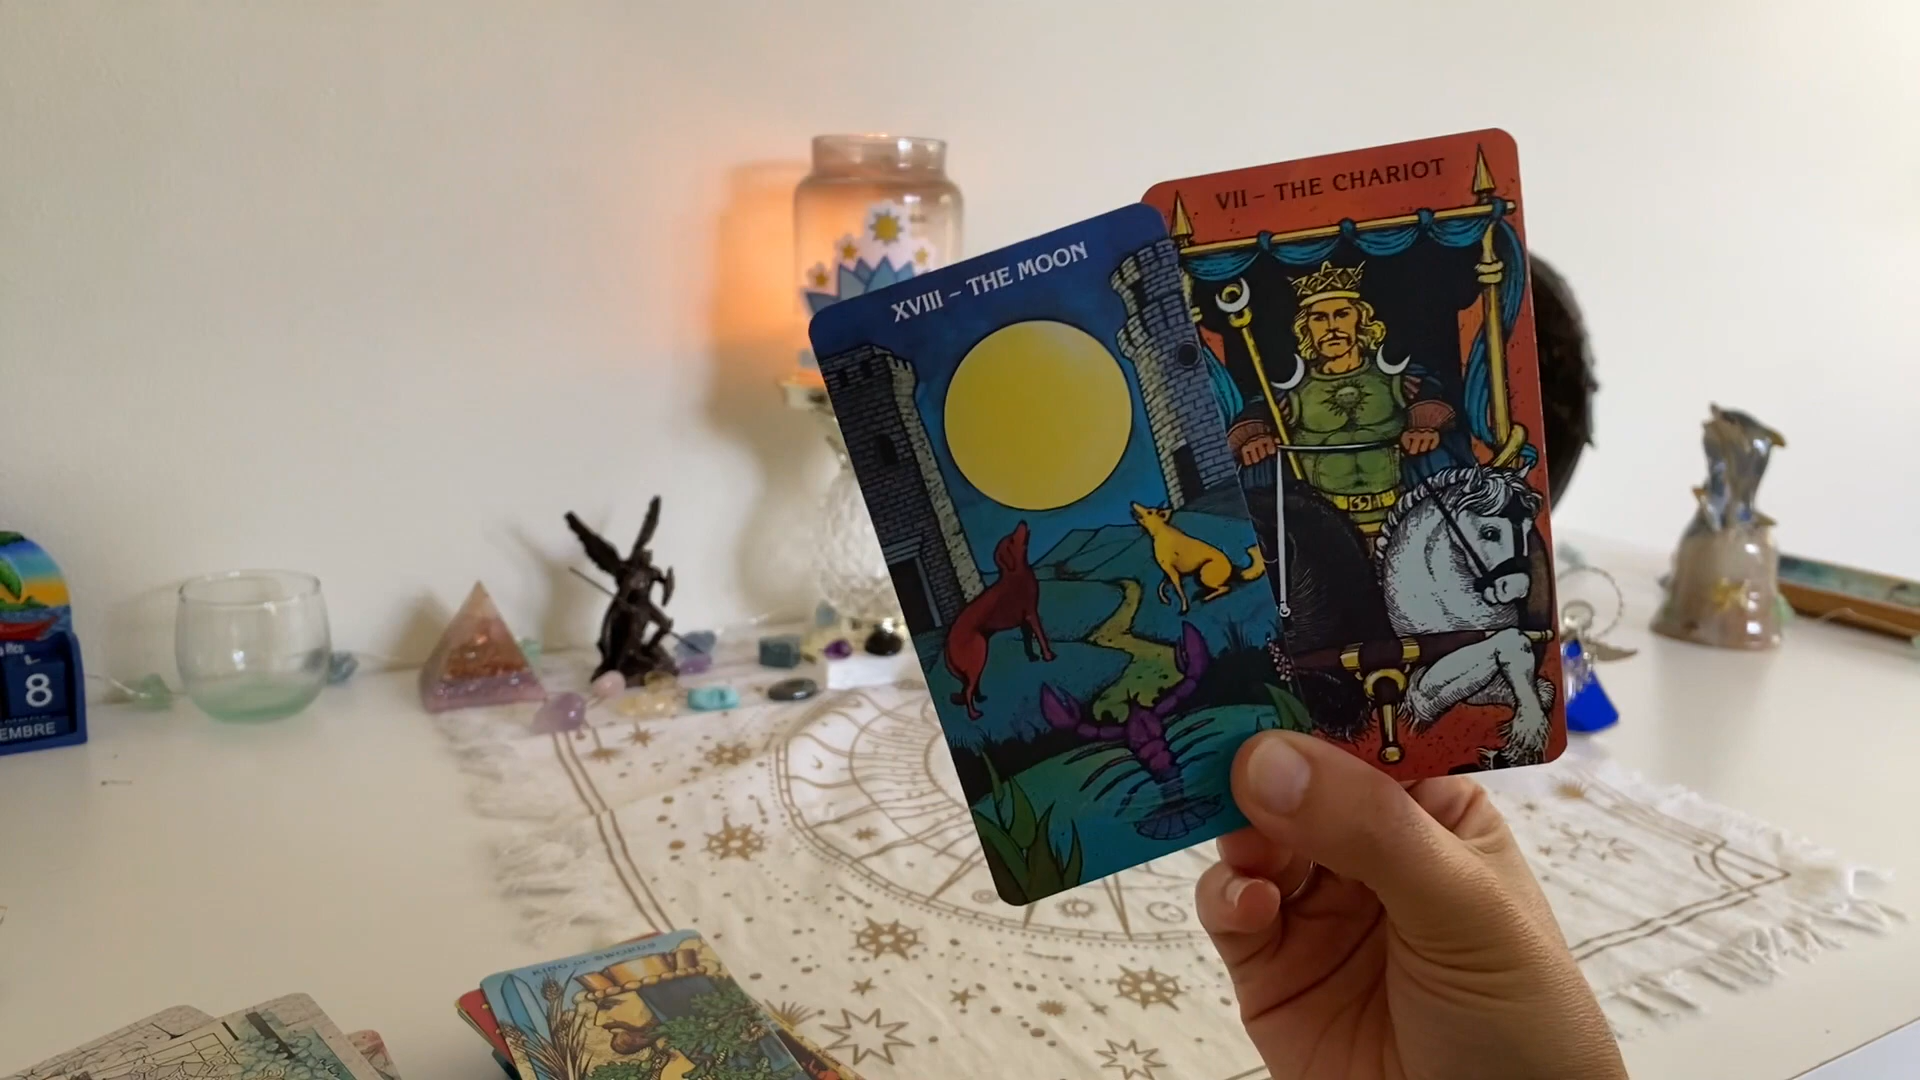 VII – THE CHARIOT
XVIII – THE MOON
8
EMBRE
KING OF SWORDS